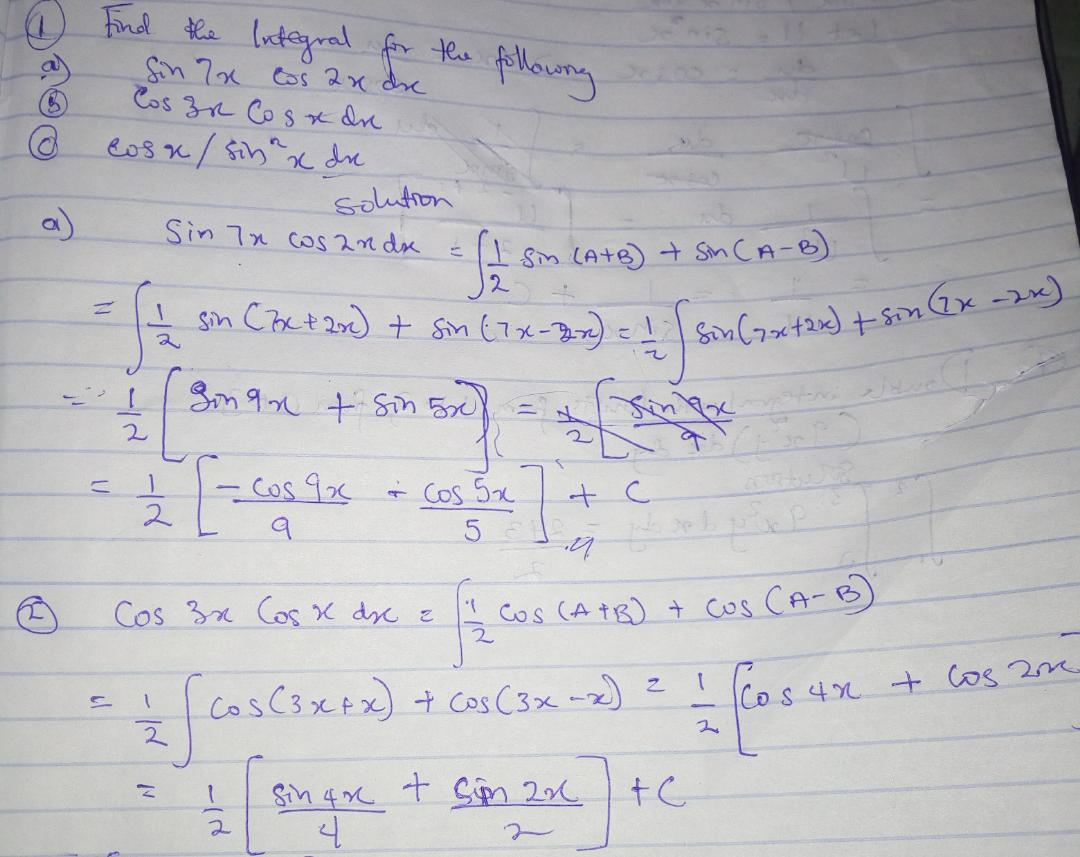 ① Find the Integral for the following
a) Sin 7x cos 2x dx
ⓑ Cos 3x Cos x dx
ⓒ cos x / sin²x dx
Solution
a) Sin 7x cos 2x dx = ∫ 1/2 sin (A+B) + sin (A-B)
= ∫ 1/2 sin (7x+2x) + sin (7x-2x) = 1/2 ∫ sin(7x+2x) + sin(7x-2x)
= 1/2 [ Sin 9x + sin 5x ] =
= 1/2 [ -cos 9x / 9 ÷ cos 5x / 5 ] + C
Cos 3x Cos x dx = ∫ 1/2 cos (A+B) + cos (A-B)
= 1/2 ∫ cos(3x+x) + cos(3x-x) = 1/2 [ Cos 4x + Cos 2x
= 1/2 [ Sin 4x / 4 + Sin 2x / 2 ] + C